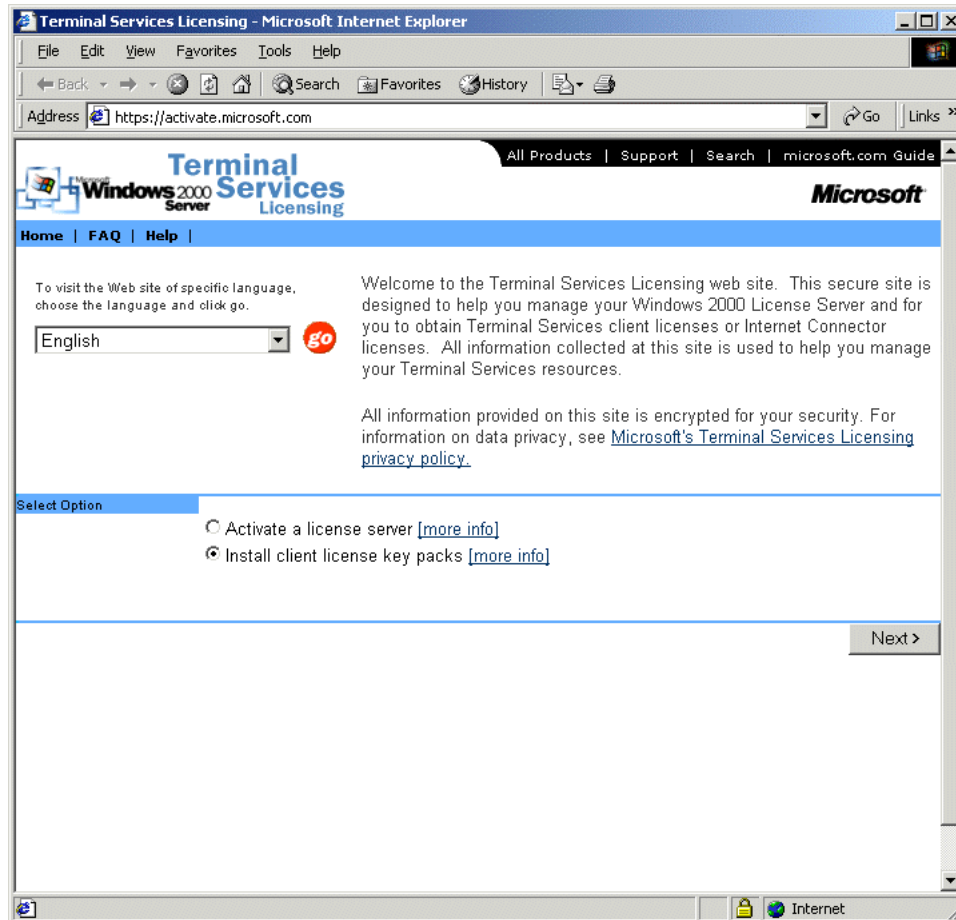 Terminal Services Licensing - Microsoft Internet Explorer
File Edit View Favorites Tools Help
Back Search Favorites History
Address https://activate.microsoft.com Go Links »
All Products | Support | Search | microsoft.com Guide
Terminal
Microsoft
Windows 2000 Services
Server Licensing
Microsoft
Home | FAQ | Help |
To visit the Web site of specific language,
choose the language and click go.
English go
Welcome to the Terminal Services Licensing web site. This secure site is
designed to help you manage your Windows 2000 License Server and for
you to obtain Terminal Services client licenses or Internet Connector
licenses. All information collected at this site is used to help you manage
your Terminal Services resources.
All information provided on this site is encrypted for your security. For
information on data privacy, see Microsoft's Terminal Services Licensing
privacy policy.
Select Option
Activate a license server [more info]
Install client license key packs [more info]
Next >
Internet